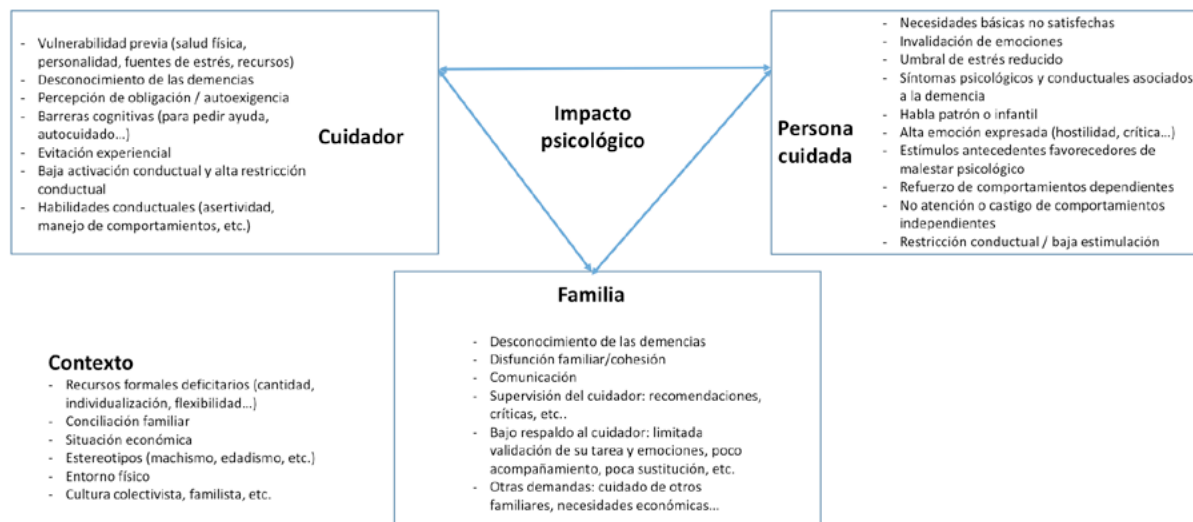 - Vulnerabilidad previa (salud física,
personalidad, fuentes de estrés, recursos)
- Desconocimiento de las demencias
- Percepción de obligación / autoexigencia
- Barreras cognitivas (para pedir ayuda,
autocuidado...)
- Evitación experiencial
- Baja activación conductual y alta restricción
conductual
- Habilidades conductuales (asertividad,
manejo de comportamientos, etc.)
Cuidador
Impacto
psicológico
Persona
cuidada
- Necesidades básicas no satisfechas
- Invalidación de emociones
- Umbral de estrés reducido
- Síntomas psicológicos y conductuales asociados
a la demencia
- Habla patrón o infantil
- Alta emoción expresada (hostilidad, crítica...)
- Estímulos antecedentes favorecedores de
malestar psicológico
- Refuerzo de comportamientos dependientes
- No atención o castigo de comportamientos
independientes
- Restricción conductual / baja estimulación
Familia
- Desconocimiento de las demencias
- Disfunción familiar/cohesión
- Comunicación
- Supervisión del cuidador: recomendaciones,
críticas, etc..
- Bajo respaldo al cuidador: limitada
validación de su tarea y emociones, poco
acompañamiento, poca sustitución, etc.
- Otras demandas: cuidado de otros
familiares, necesidades económicas...
Contexto
- Recursos formales deficitarios (cantidad,
individualización, flexibilidad...)
- Conciliación familiar
- Situación económica
- Estereotipos (machismo, edadismo, etc.)
- Entorno físico
- Cultura colectivista, familista, etc.